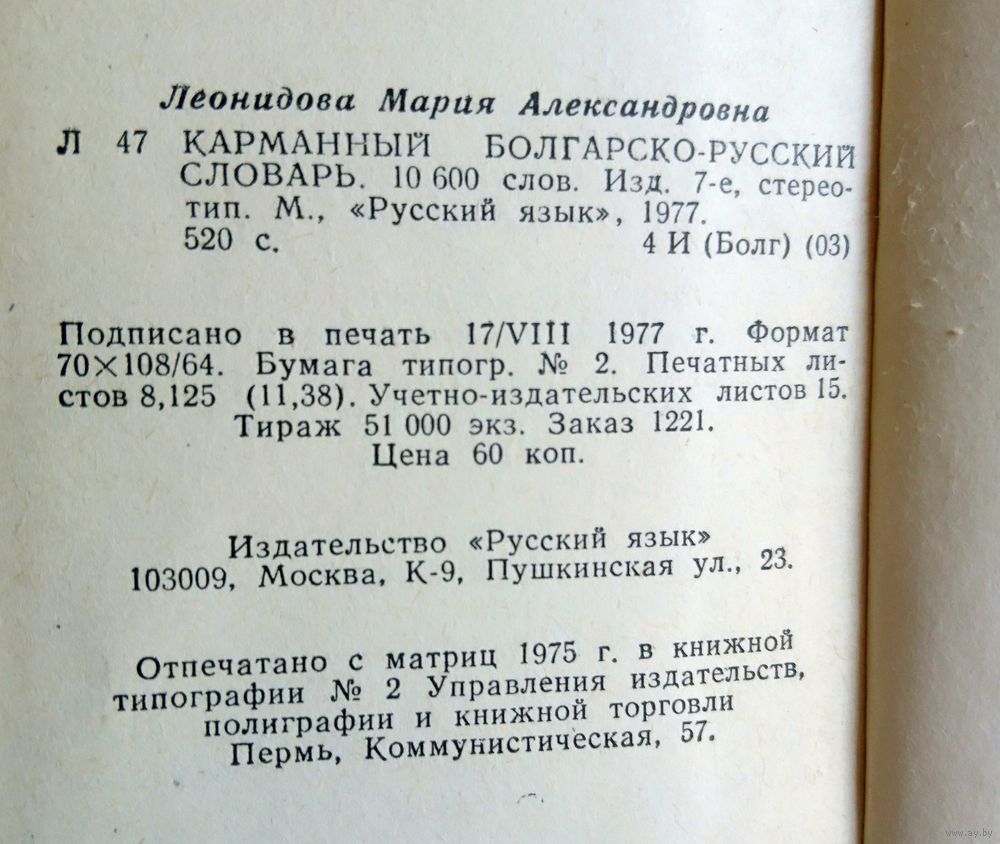 Леонидова Мария Александровна
Л 47 КАРМАННЫЙ БОЛГАРСКО-РУССКИЙ
СЛОВАРЬ. 10 600 слов. Изд. 7-е, стерео-
тип. М., «Русский язык», 1977.
520 с. 4 И (Болг) (03)
Подписано в печать 17/VIII 1977 г. Формат
70×108/64. Бумага типогр. № 2. Печатных ли-
стов 8,125 (11,38). Учетно-издательских листов 15.
Тираж 51 000 экз. Заказ 1221.
Цена 60 коп.
Издательство «Русский язык»
103009, Москва, К-9, Пушкинская ул., 23.
Отпечатано с матриц 1975 г. в книжной
типографии № 2 Управления издательств,
полиграфии и книжной торговли
Пермь, Коммунистическая, 57.
www.ay.by